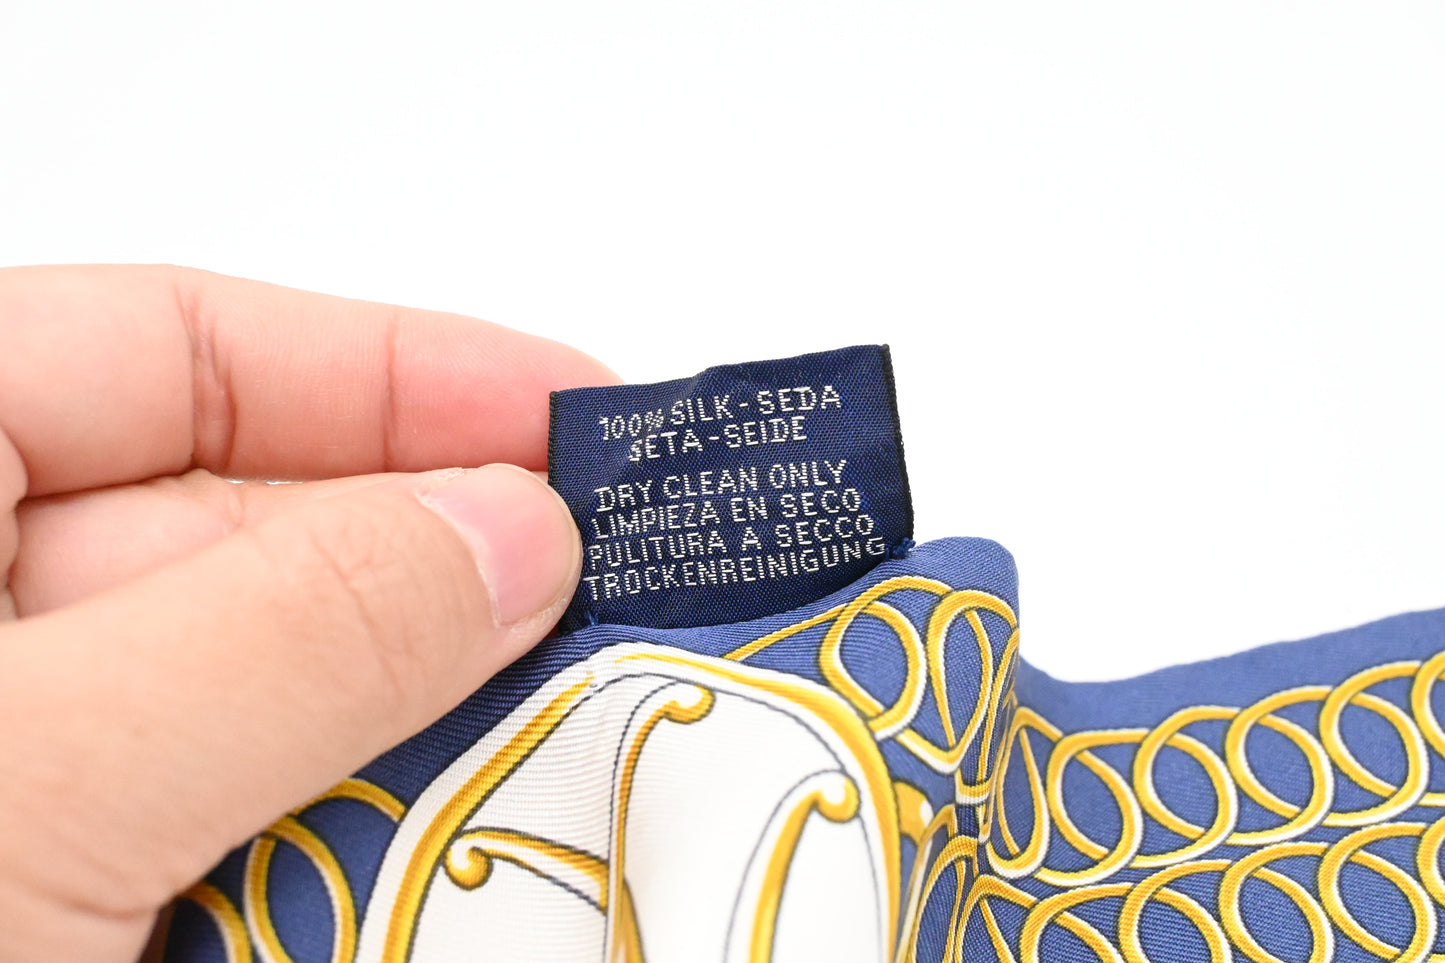 100% SILK - SEDA
SETA - SEIDE
DRY CLEAN ONLY
LIMPIEZA EN SECO
PULITURA A SECCO
TROCKENREINIGUNG